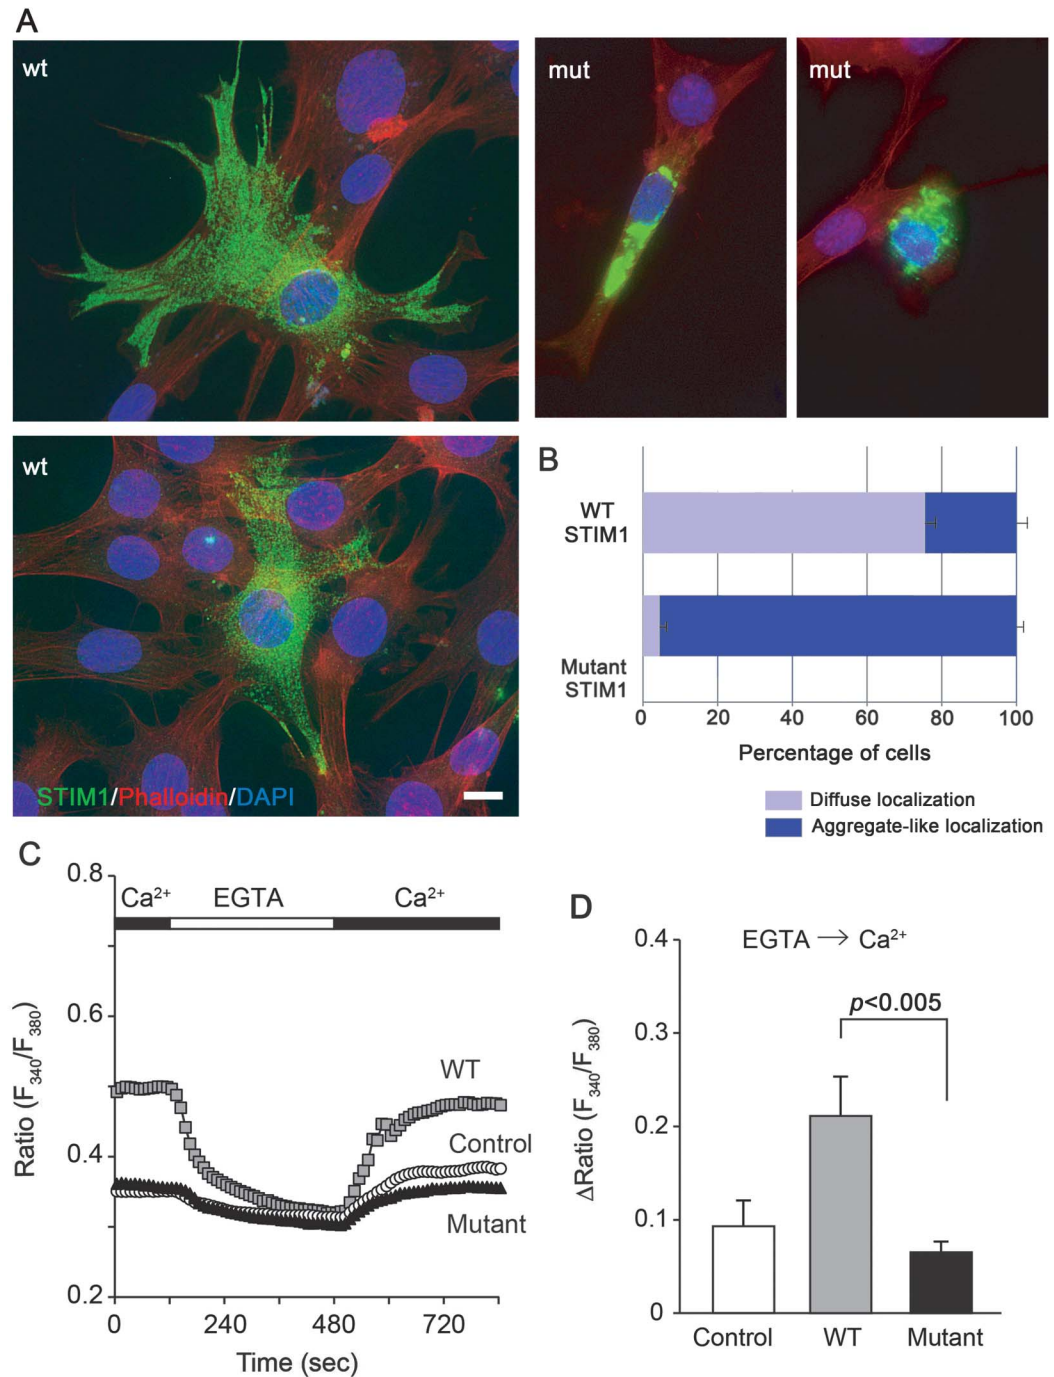 A
wt
mut
mut
wt
STIM1/Phalloidin/DAPI
B
WT
STIM1
Mutant
STIM1
0 20 40 60 80 100
Percentage of cells
Diffuse localization
Aggregate-like localization
C
0.8
0.6
0.4
0.2
Ratio (F340/F380)
Ca²⁺ EGTA Ca²⁺
WT
Control
Mutant
0 240 480 720
Time (sec)
D
EGTA → Ca²⁺
p<0.005
0.4
0.3
0.2
0.1
0
ΔRatio (F340/F380)
Control WT Mutant